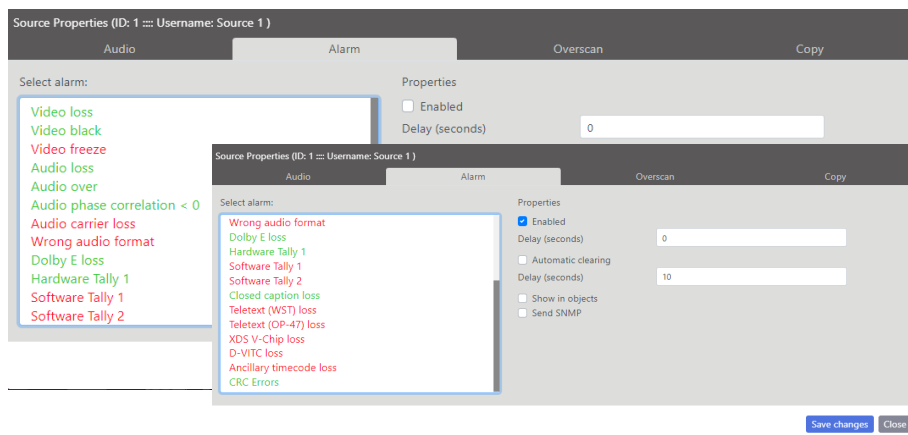 Source Properties (ID: 1 :::: Username: Source 1 )
Audio Alarm Overscan Copy
Select alarm:
Video loss
Video black
Video freeze
Audio loss
Audio over
Audio phase correlation < 0
Audio carrier loss
Wrong audio format
Dolby E loss
Hardware Tally 1
Software Tally 1
Software Tally 2
Properties
Enabled
Delay (seconds) 0
Source Properties (ID: 1 :::: Username: Source 1 )
Audio Alarm Overscan Copy
Select alarm:
Wrong audio format
Dolby E loss
Hardware Tally 1
Software Tally 1
Software Tally 2
Closed caption loss
Teletext (WST) loss
Teletext (OP-47) loss
XDS V-Chip loss
D-VITC loss
Ancillary timecode loss
CRC Errors
Properties
Enabled
Delay (seconds) 0
Automatic clearing
Delay (seconds) 10
Show in objects
Send SNMP
Save changes Close